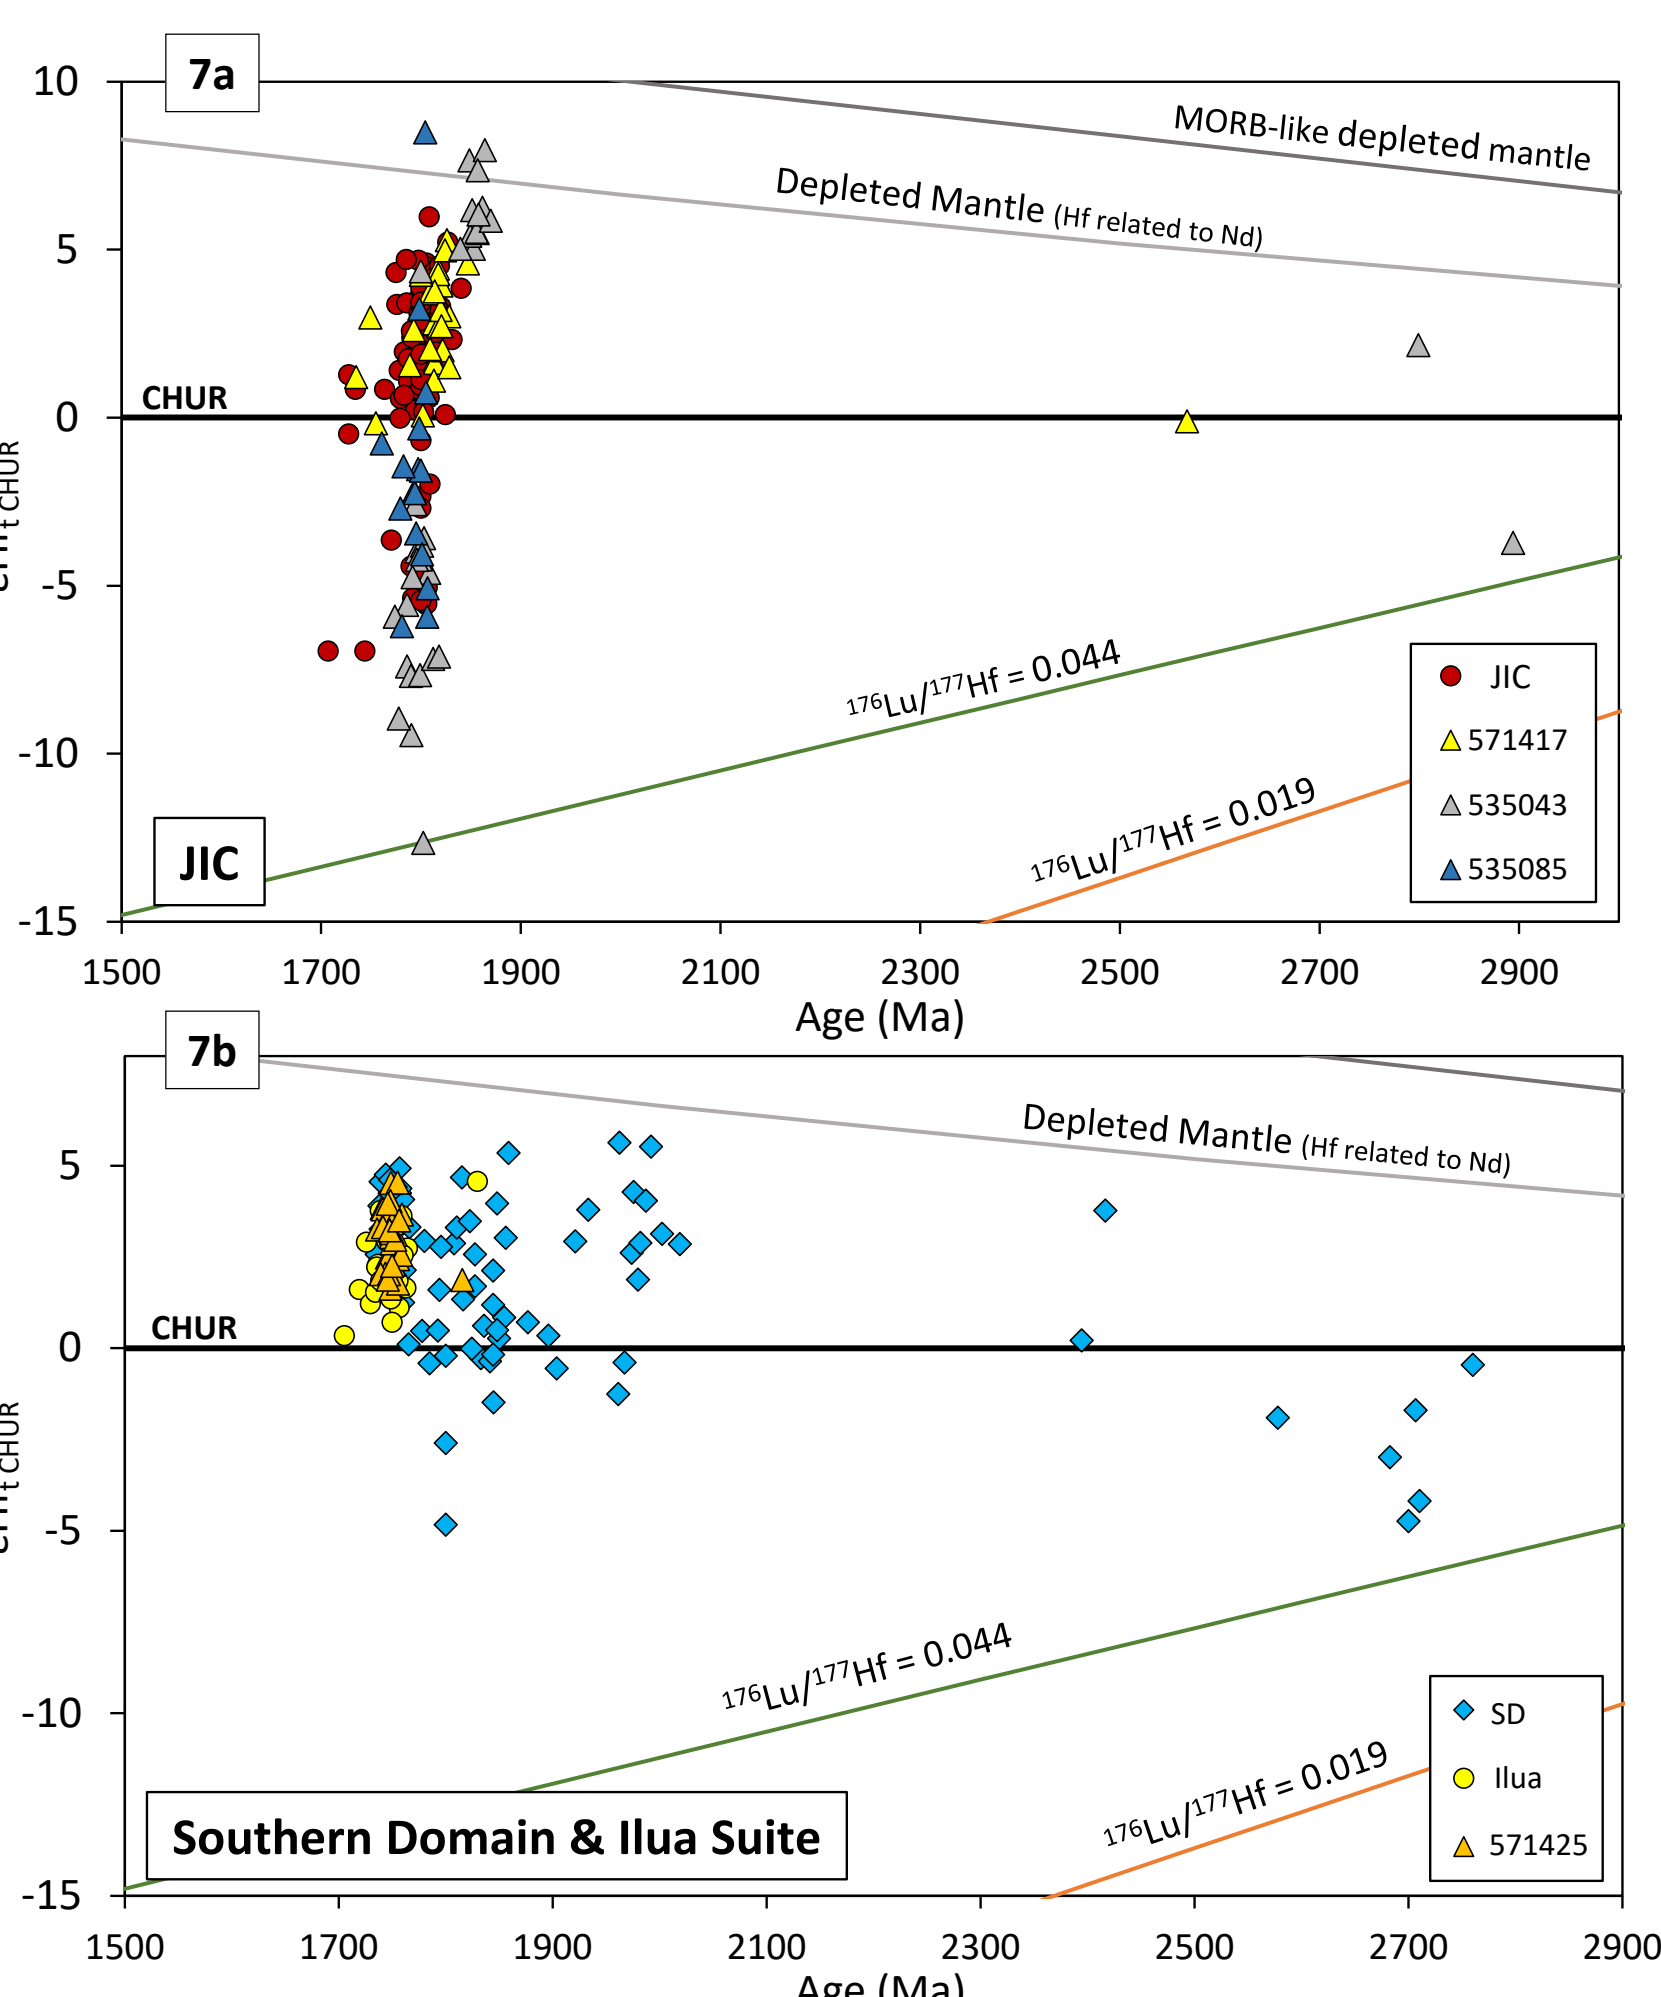 7a
10
MORB-like depleted mantle
Depleted Mantle (Hf related to Nd)
5
CHUR
0
t CHUR
-5
¹⁷⁶Lu/¹⁷⁷Hf = 0.044
JIC
571417
-10
¹⁷⁶Lu/¹⁷⁷Hf = 0.019
535043
JIC
535085
-15
1500 1700 1900 2100 2300 2500 2700 2900
Age (Ma)
7b
Depleted Mantle (Hf related to Nd)
5
CHUR
0
t CHUR
-5
¹⁷⁶Lu/¹⁷⁷Hf = 0.044
-10
SD
¹⁷⁶Lu/¹⁷⁷Hf = 0.019
Ilua
Southern Domain & Ilua Suite
571425
-15
1500 1700 1900 2100 2300 2500 2700 2900
Age (Ma)